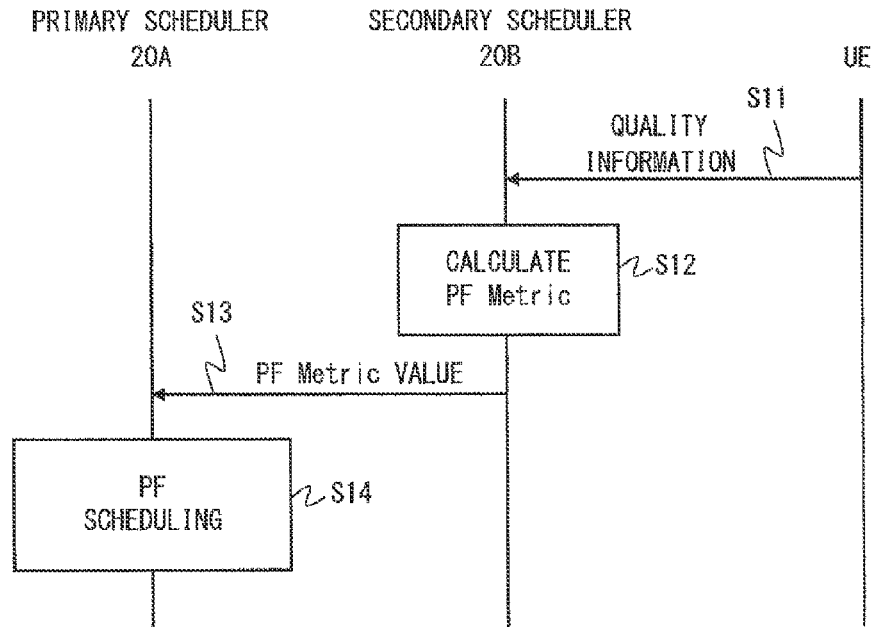 PRIMARY SCHEDULER
20A
SECONDARY SCHEDULER
20B
UE
S11
QUALITY
INFORMATION
CALCULATE
PF Metric
S12
S13
PF Metric VALUE
PF
SCHEDULING
S14